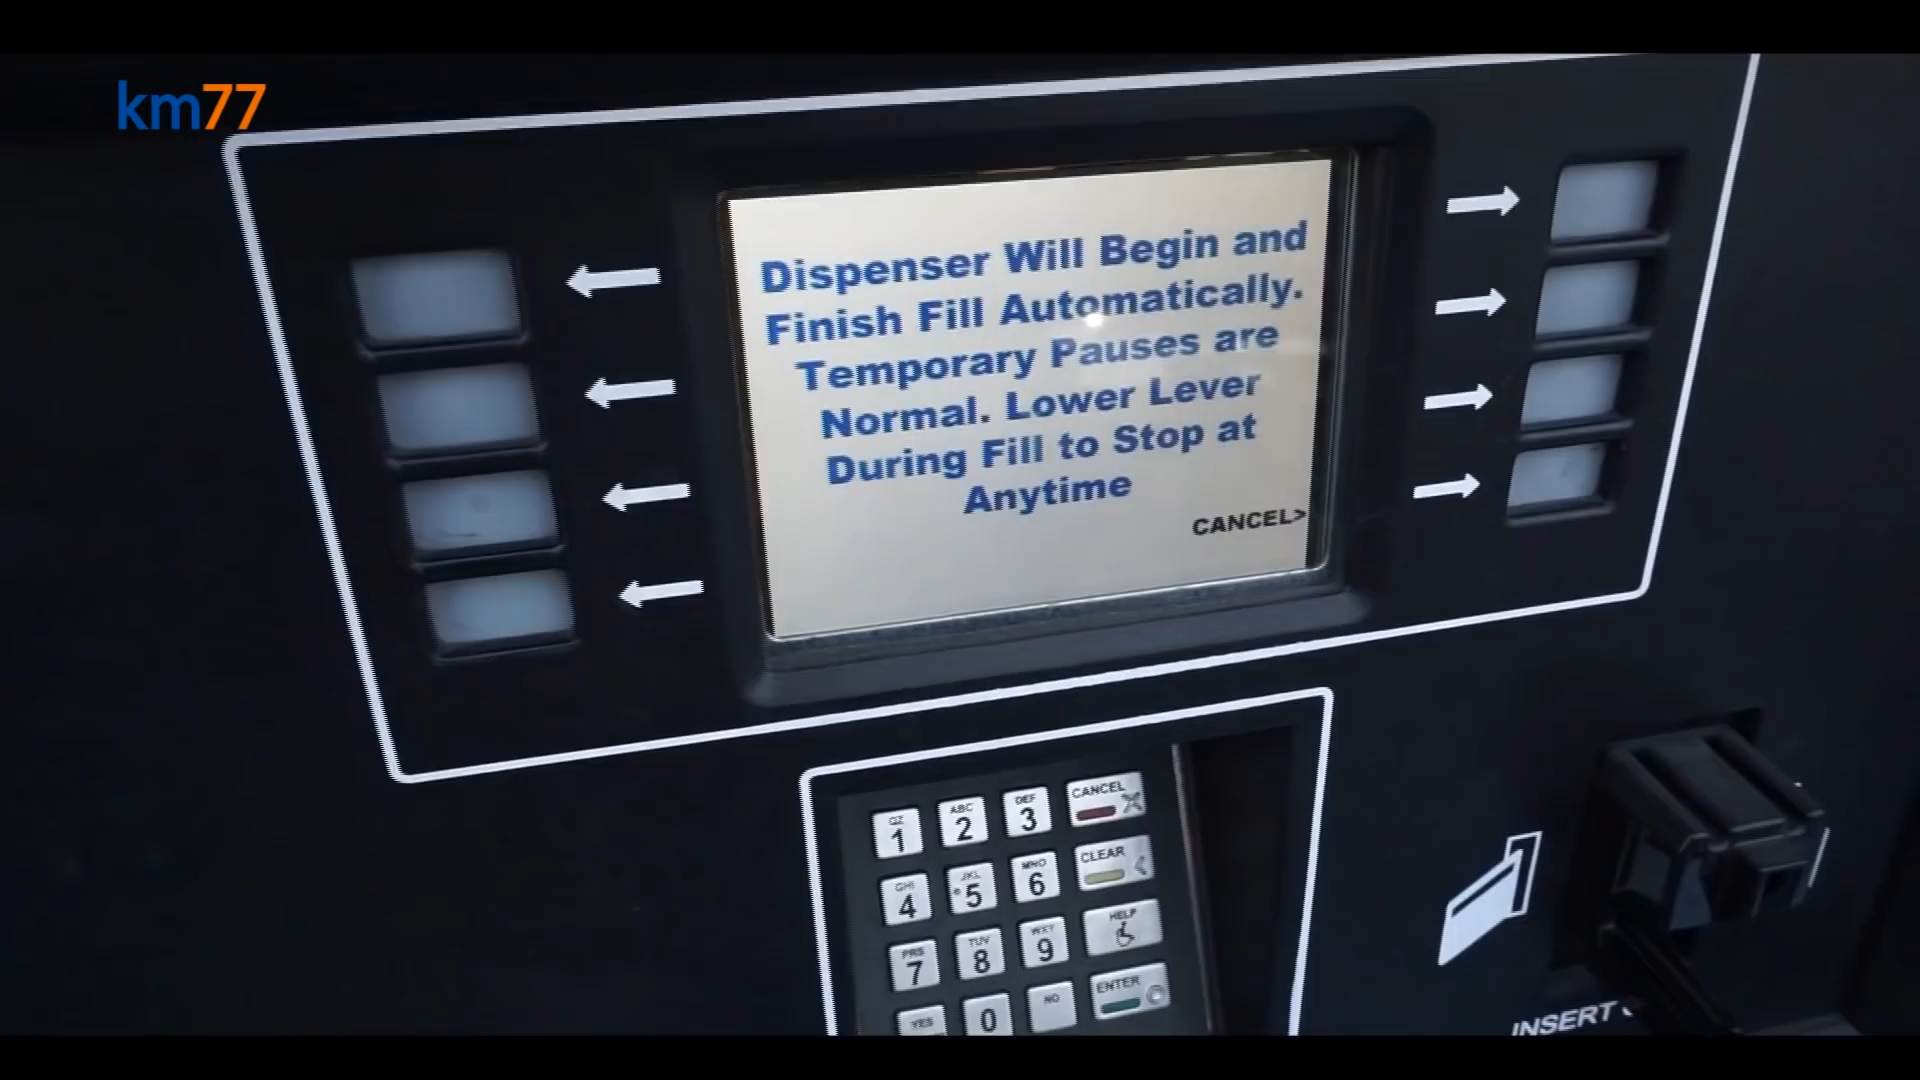 km77
Dispenser Will Begin and
Finish Fill Automatically.
Temporary Pauses are
Normal. Lower Lever
During Fill to Stop at
Anytime
CANCEL>
QZ ABC DEF CANCEL
1 2 3
GHI JKL MNO CLEAR
4 5 6
PRS TUV WXY HELP
7 8 9
YES 0 NO ENTER
INSERT